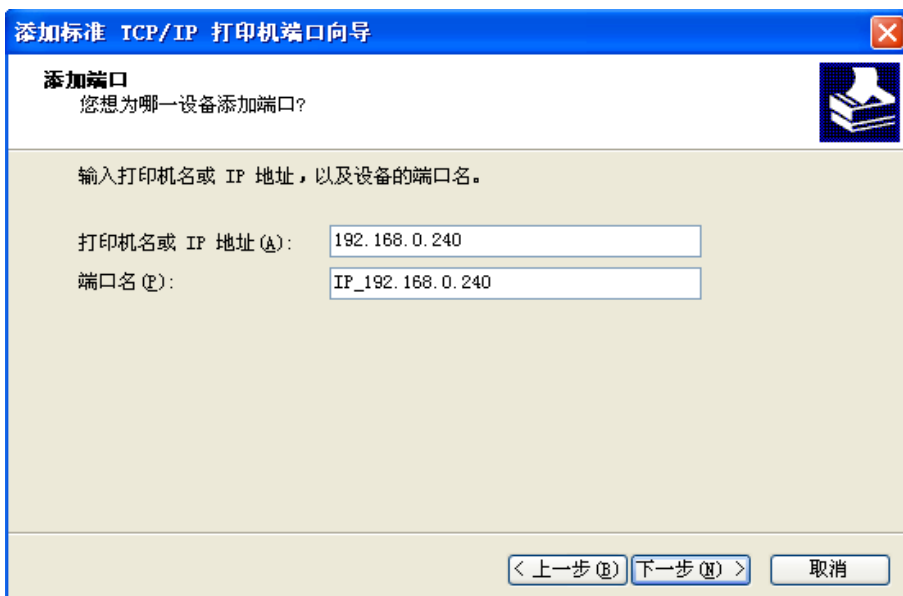 添加标准 TCP/IP 打印机端口向导
添加端口
您想为哪一设备添加端口?
输入打印机名或 IP 地址，以及设备的端口名。
打印机名或 IP 地址(A): 192.168.0.240
端口名(P): IP_192.168.0.240
< 上一步(B) 下一步(N) > 取消